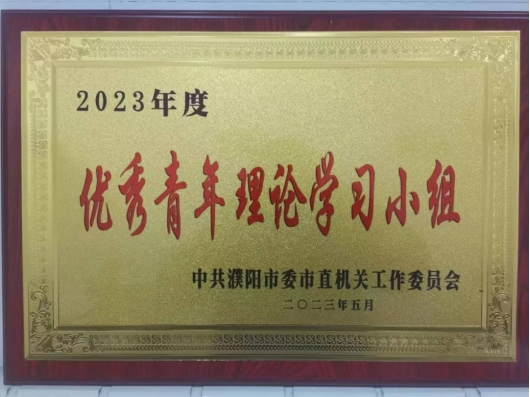 2023年度
优秀青年理论学习小组
中共濮阳市委市直机关工作委员会
二〇二三年五月